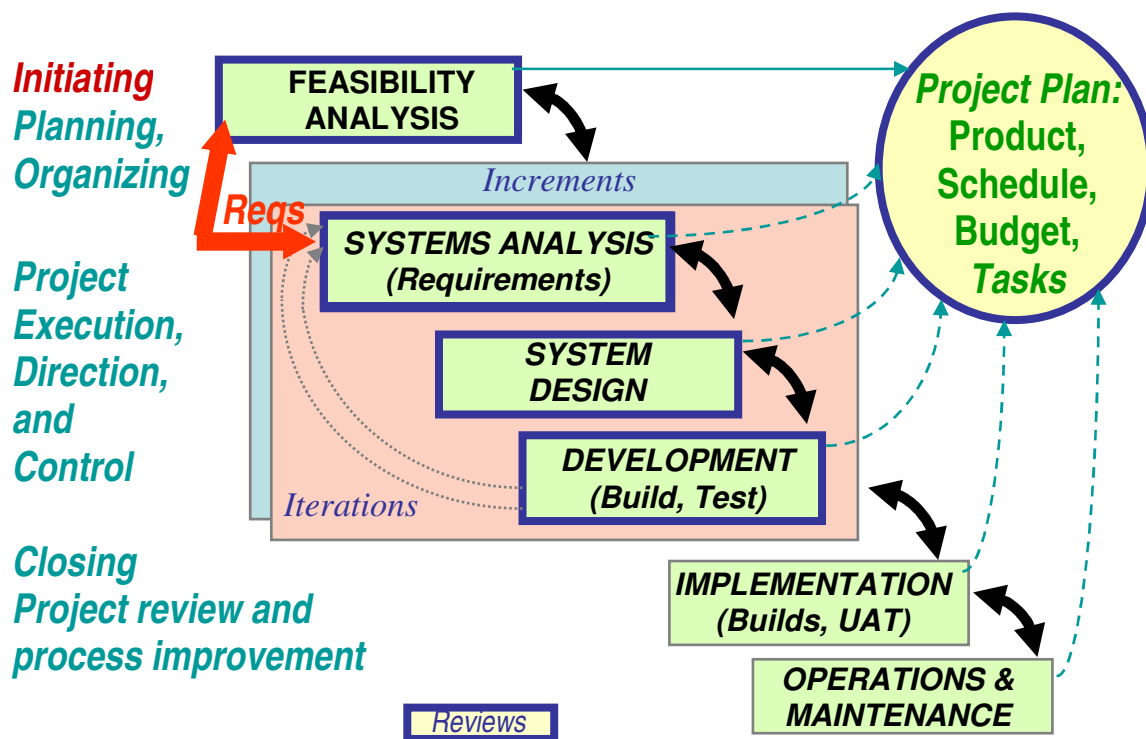 Initiating
Planning,
Organizing
Project
Execution,
Direction,
and
Control
Closing
Project review and
process improvement
FEASIBILITY
ANALYSIS
Increments
Reqs
SYSTEMS ANALYSIS
(Requirements)
SYSTEM
DESIGN
DEVELOPMENT
(Build, Test)
Iterations
IMPLEMENTATION
(Builds, UAT)
OPERATIONS &
MAINTENANCE
Project Plan:
Product,
Schedule,
Budget,
Tasks
Reviews